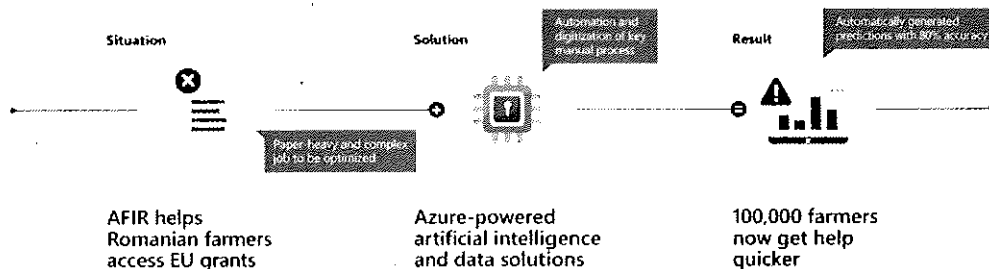 Situation
Paper-heavy and complex
job to be optimized
AFIR helps
Romanian farmers
access EU grants
Solution
Automation and
digitization of key
manual process
Azure-powered
artificial intelligence
and data solutions
Result
Automatically generated
predictions with 80% accuracy
100,000 farmers
now get help
quicker